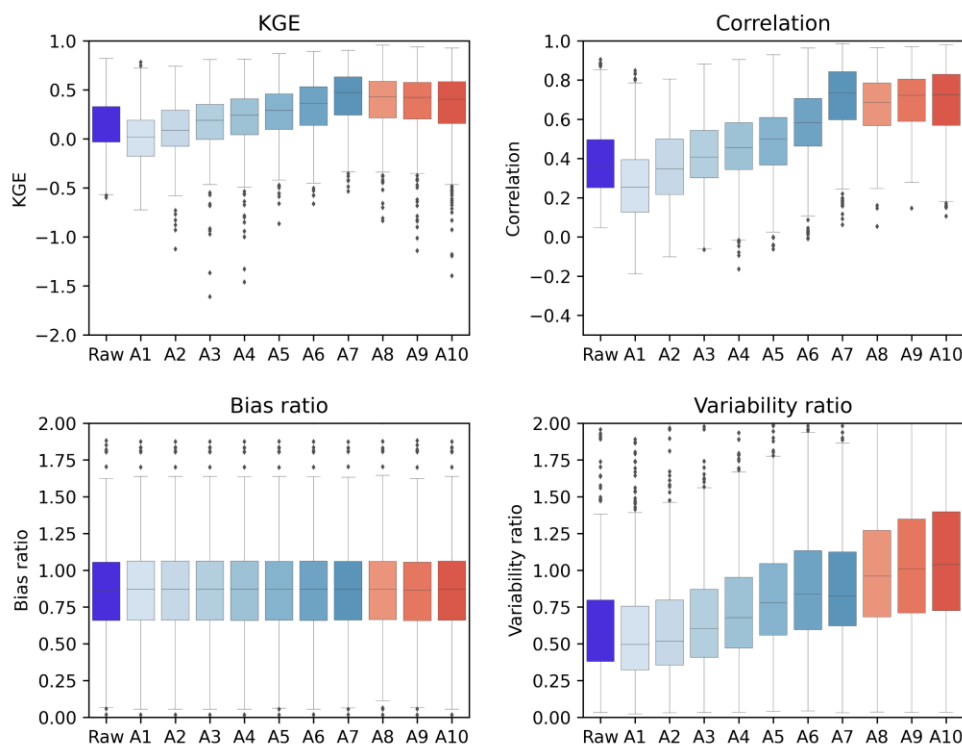 KGE
1.0
0.5
0.0
−0.5
−1.0
−1.5
−2.0
KGE
Raw A1 A2 A3 A4 A5 A6 A7 A8 A9 A10
Correlation
1.0
0.8
0.6
0.4
0.2
0.0
−0.2
−0.4
Correlation
Raw A1 A2 A3 A4 A5 A6 A7 A8 A9 A10
Bias ratio
2.00
1.75
1.50
1.25
1.00
0.75
0.50
0.25
0.00
Bias ratio
Raw A1 A2 A3 A4 A5 A6 A7 A8 A9 A10
Variability ratio
2.00
1.75
1.50
1.25
1.00
0.75
0.50
0.25
0.00
Variability ratio
Raw A1 A2 A3 A4 A5 A6 A7 A8 A9 A10